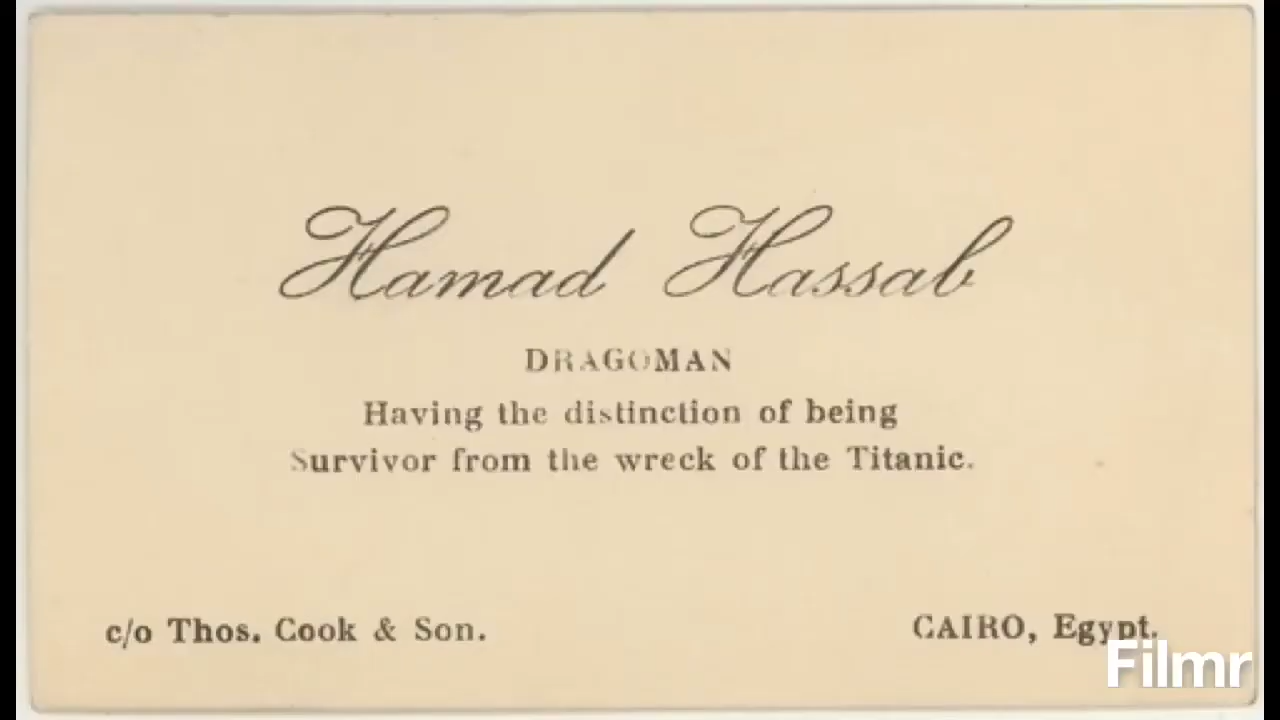 Hamad Hassab
DRAGOMAN
Having the distinction of being
Survivor from the wreck of the Titanic.
c/o Thos. Cook & Son.
CAIRO, Egypt.
Filmr